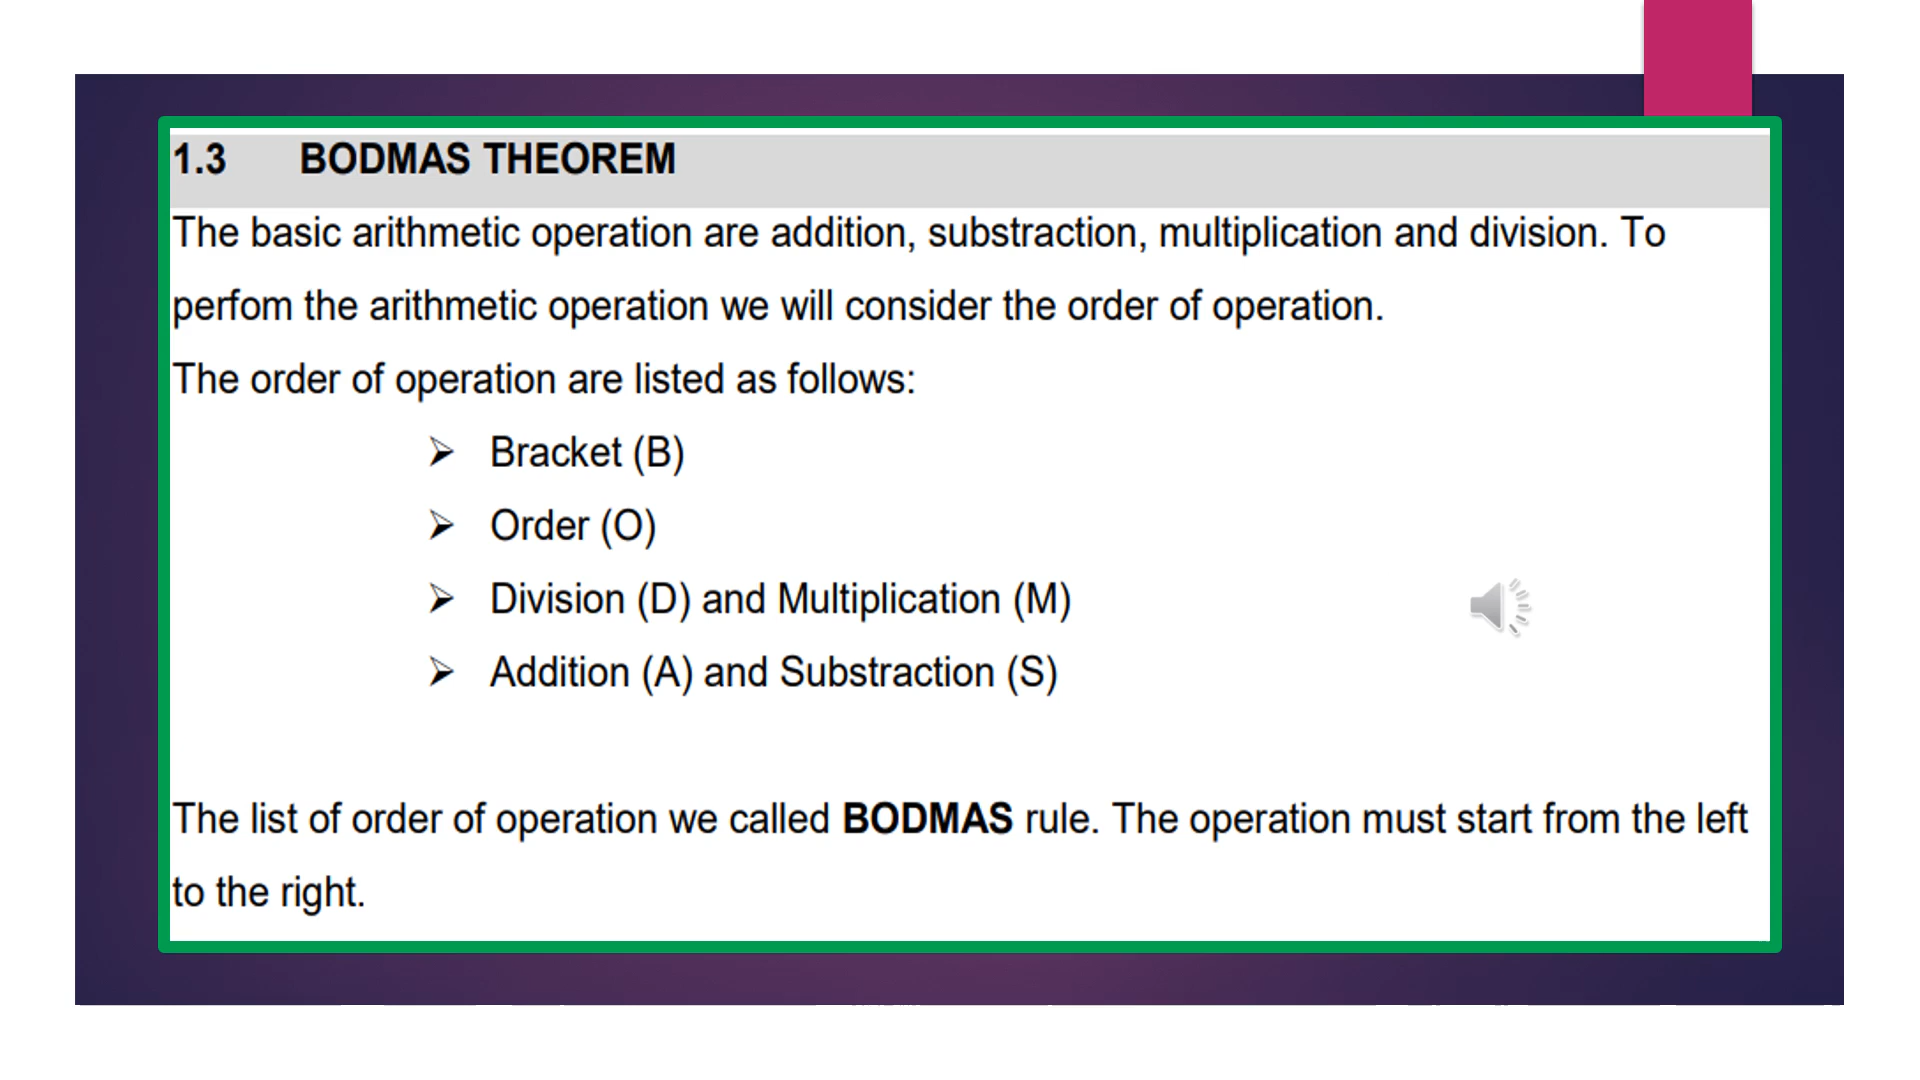 1.3 BODMAS THEOREM
The basic arithmetic operation are addition, substraction, multiplication and division. To
perfom the arithmetic operation we will consider the order of operation.
The order of operation are listed as follows:
➢ Bracket (B)
➢ Order (O)
➢ Division (D) and Multiplication (M)
➢ Addition (A) and Substraction (S)
The list of order of operation we called BODMAS rule. The operation must start from the left
to the right.